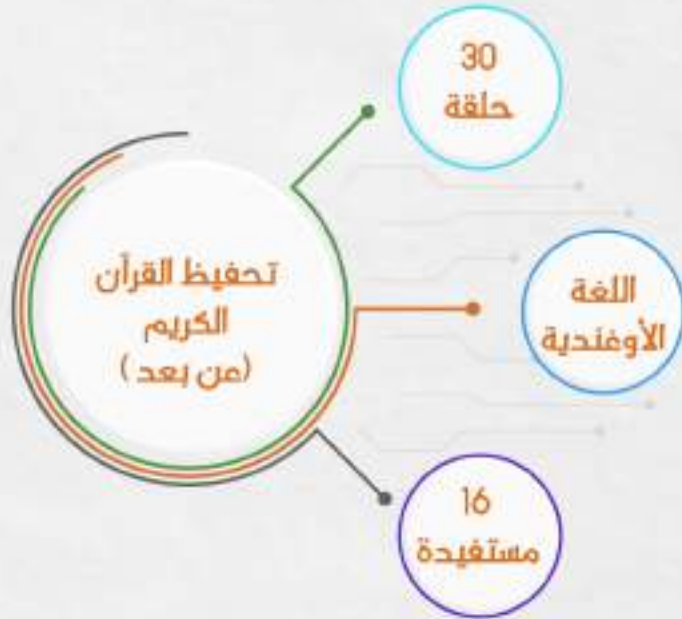 30
حلقة
تحفيظ القرآن
الكريم
(عن بعد )
اللغة
الأوغندية
16
مستفيدة